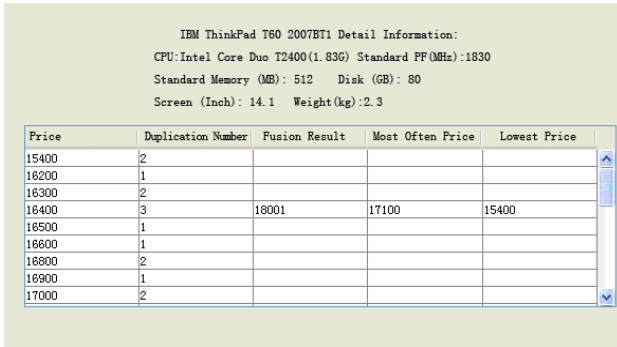 IBM ThinkPad T60 2007BT1 Detail Information:
CPU:Intel Core Duo T2400(1.83G) Standard PF(MHz):1830
Standard Memory (MB): 512 Disk (GB): 80
Screen (Inch): 14.1 Weight(kg):2.3
Price Duplication Number Fusion Result Most Often Price Lowest Price
15400 2
16200 1
16300 2
16400 3 18001 17100 15400
16500 1
16600 1
16800 2
16900 1
17000 2